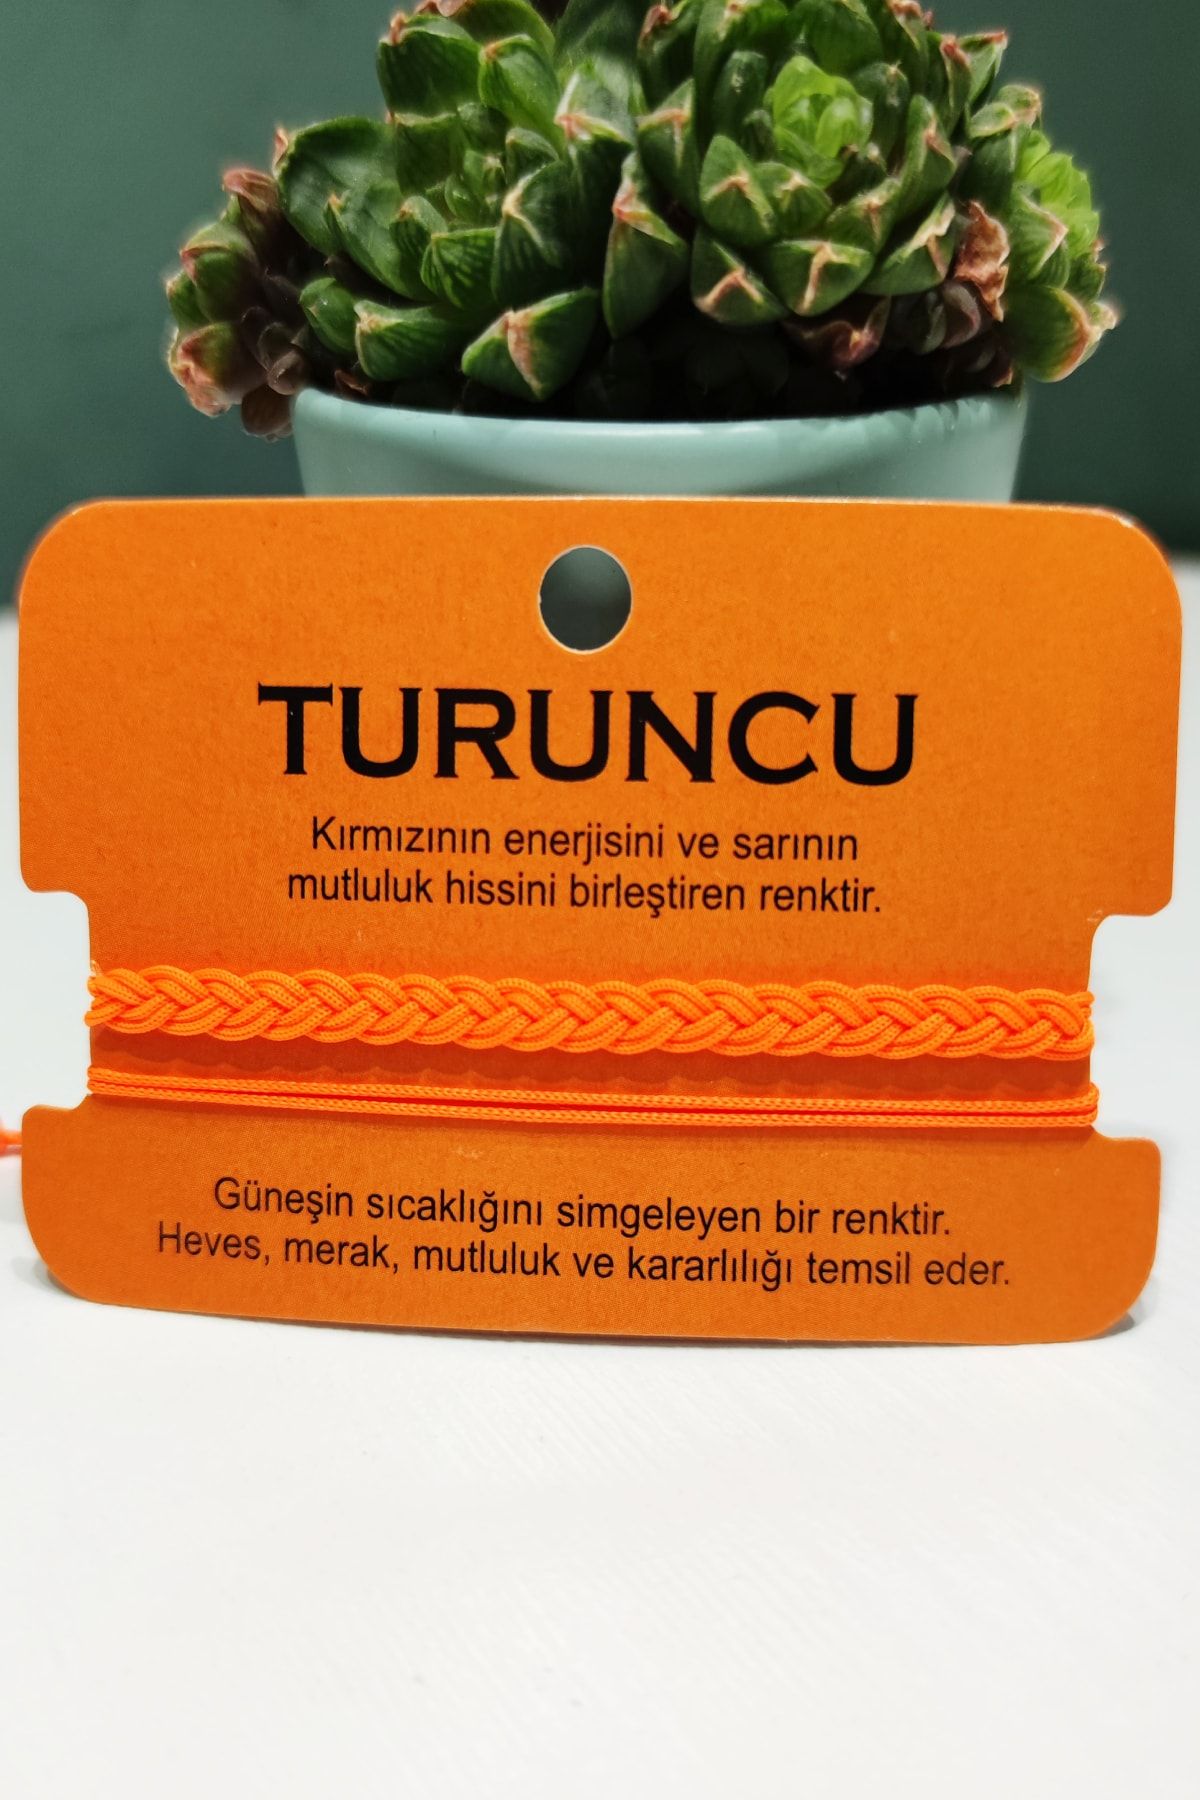 TURUNCU
Kırmızının enerjisini ve sarının
mutluluk hissini birleştiren renktir.
Güneşin sıcaklığını simgeleyen bir renktir.
Heves, merak, mutluluk ve kararlılığı temsil eder.